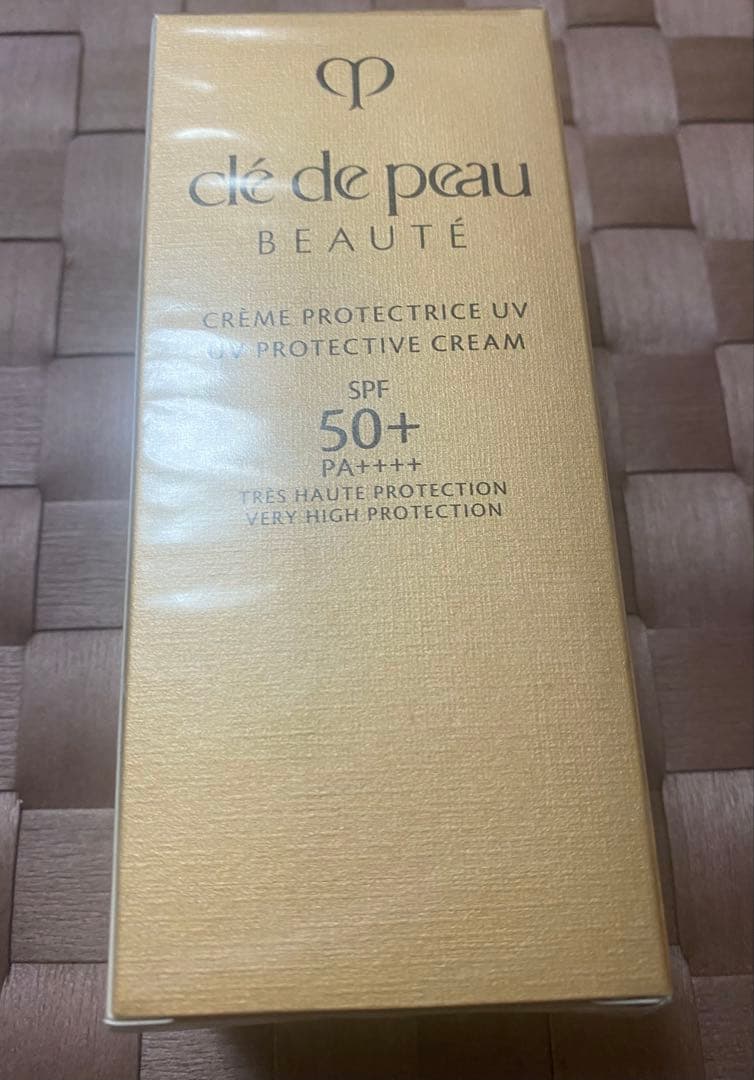 clé de peau
BEAUTÉ
CRÈME PROTECTRICE UV
UV PROTECTIVE CREAM
SPF
50+
PA++++
TRÈS HAUTE PROTECTION
VERY HIGH PROTECTION